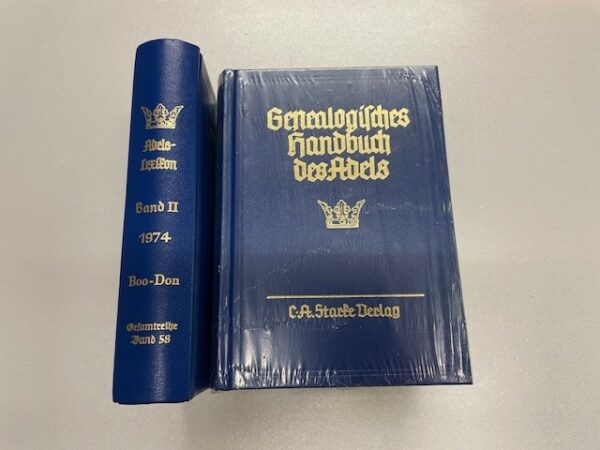 Adels-
Lexikon
Band II
1974
Boo-Don
Gesamtreihe
Band 58
Genealogisches
Handbuch
des Adels
C.A. Starke Verlag